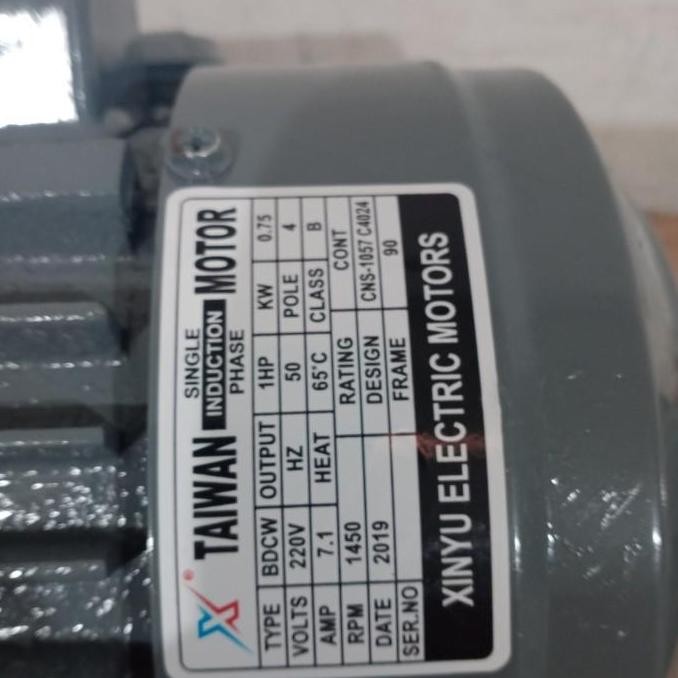 TAIWAN SINGLE INDUCTION PHASE MOTOR
TYPE BDCW OUTPUT 1HP KW 0.75
VOLTS 220V HZ 50 POLE 4
AMP 7.1 HEAT 65°C CLASS B
RPM 1450 RATING CONT
DATE 2019 DESIGN CNS-1057 C4024
SER.NO FRAME 90
XINYU ELECTRIC MOTORS